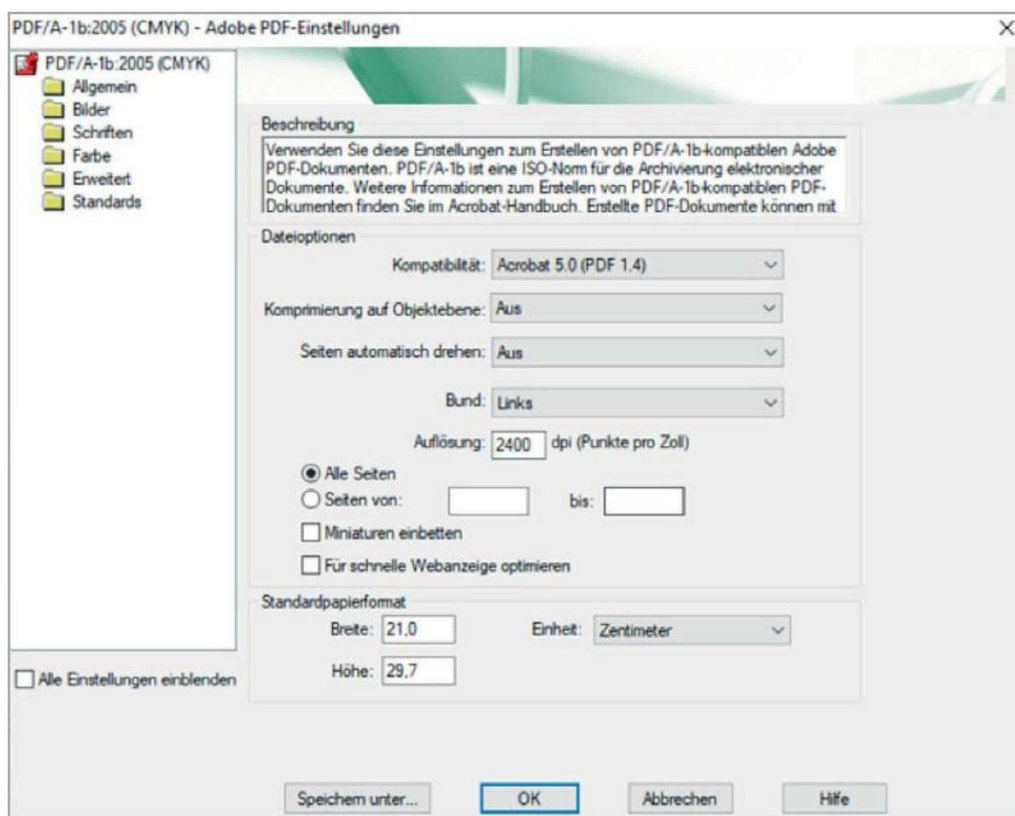 PDF/A-1b:2005 (CMYK) - Adobe PDF-Einstellungen
PDF/A-1b:2005 (CMYK)
Allgemein
Bilder
Schriften
Farbe
Erweitert
Standards
Alle Einstellungen einblenden
Beschreibung
Verwenden Sie diese Einstellungen zum Erstellen von PDF/A-1b-kompatiblen Adobe
PDF-Dokumenten. PDF/A-1b ist eine ISO-Norm für die Archivierung elektronischer
Dokumente. Weitere Informationen zum Erstellen von PDF/A-1b-kompatiblen PDF-
Dokumenten finden Sie im Acrobat-Handbuch. Erstellte PDF-Dokumente können mit
Dateioptionen
Kompatibilität: Acrobat 5.0 (PDF 1.4)
Komprimierung auf Objektebene: Aus
Seiten automatisch drehen: Aus
Bund: Links
Auflösung: 2400 dpi (Punkte pro Zoll)
Alle Seiten
Seiten von: bis:
Miniaturen einbetten
Für schnelle Webanzeige optimieren
Standardpapierformat
Breite: 21,0 Einheit: Zentimeter
Höhe: 29,7
Speichern unter... OK Abbrechen Hilfe